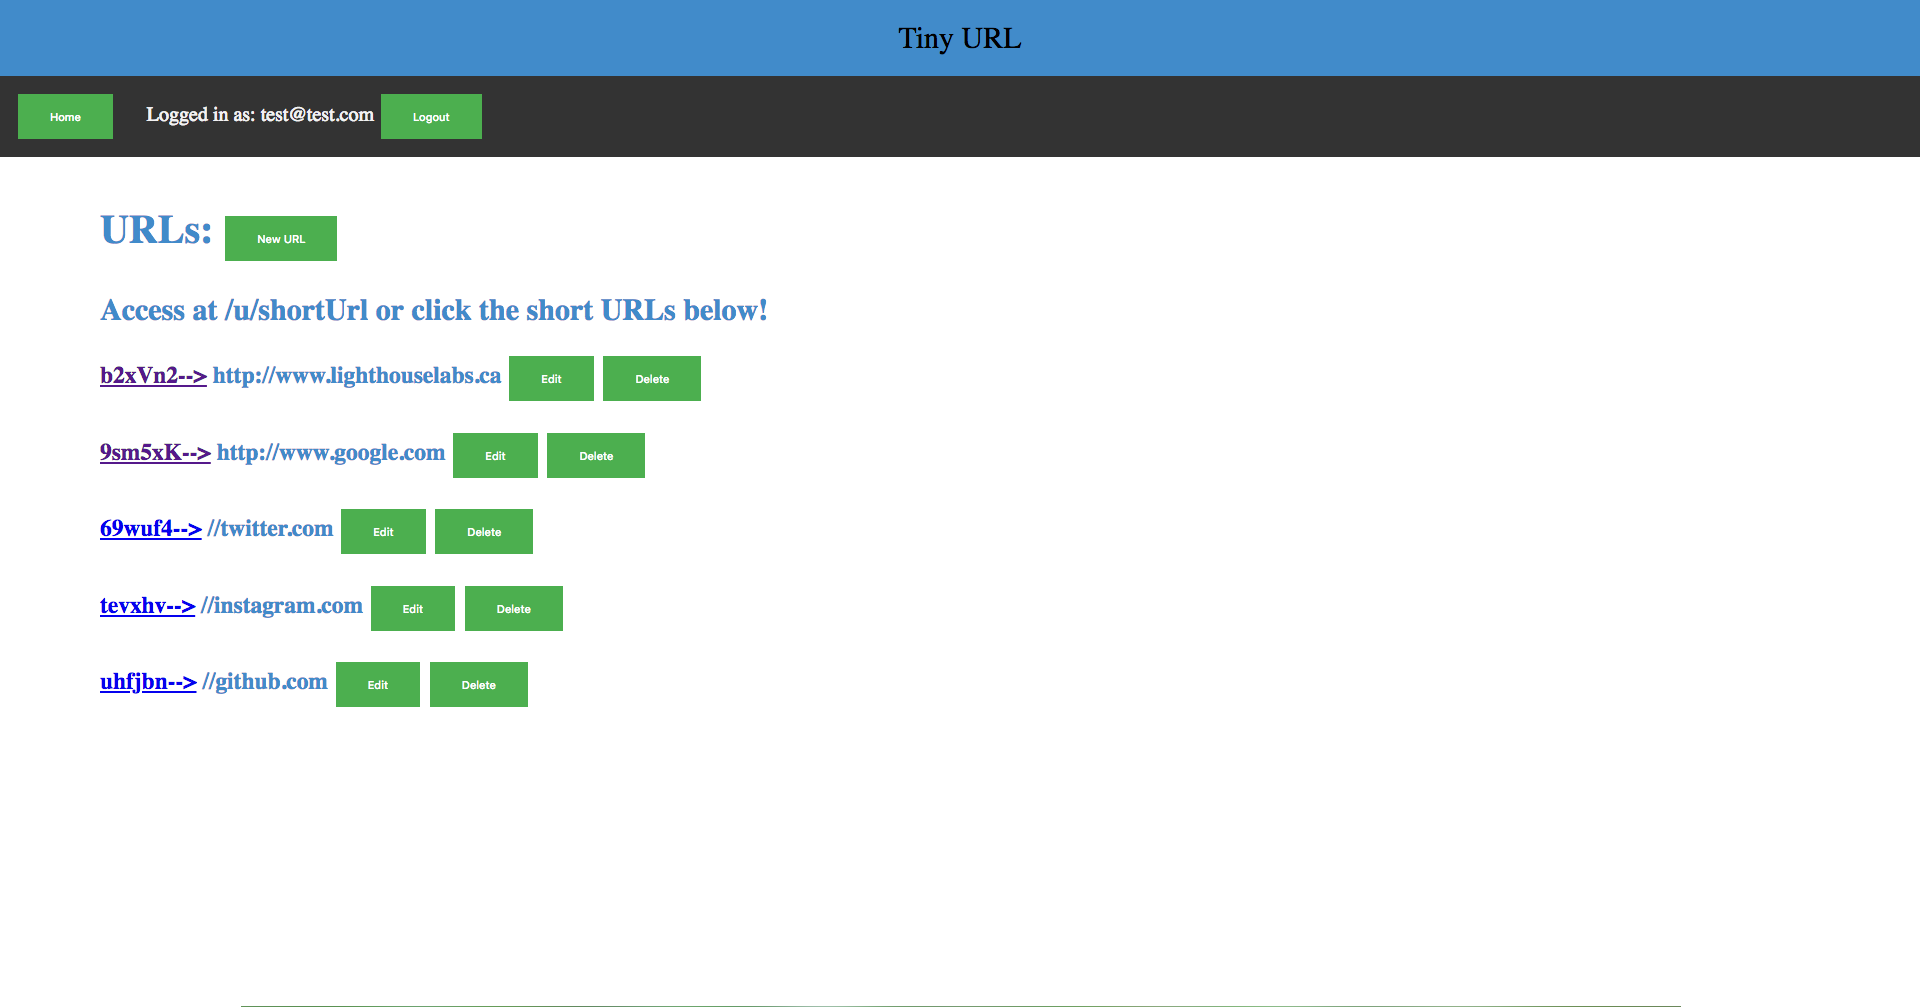 Tiny URL
Home Logged in as: test@test.com Logout
URLs: New URL
Access at /u/shortUrl or click the short URLs below!
b2xVn2--> http://www.lighthouselabs.ca Edit Delete
9sm5xK--> http://www.google.com Edit Delete
69wuf4--> //twitter.com Edit Delete
tevxhv--> //instagram.com Edit Delete
uhfjbn--> //github.com Edit Delete